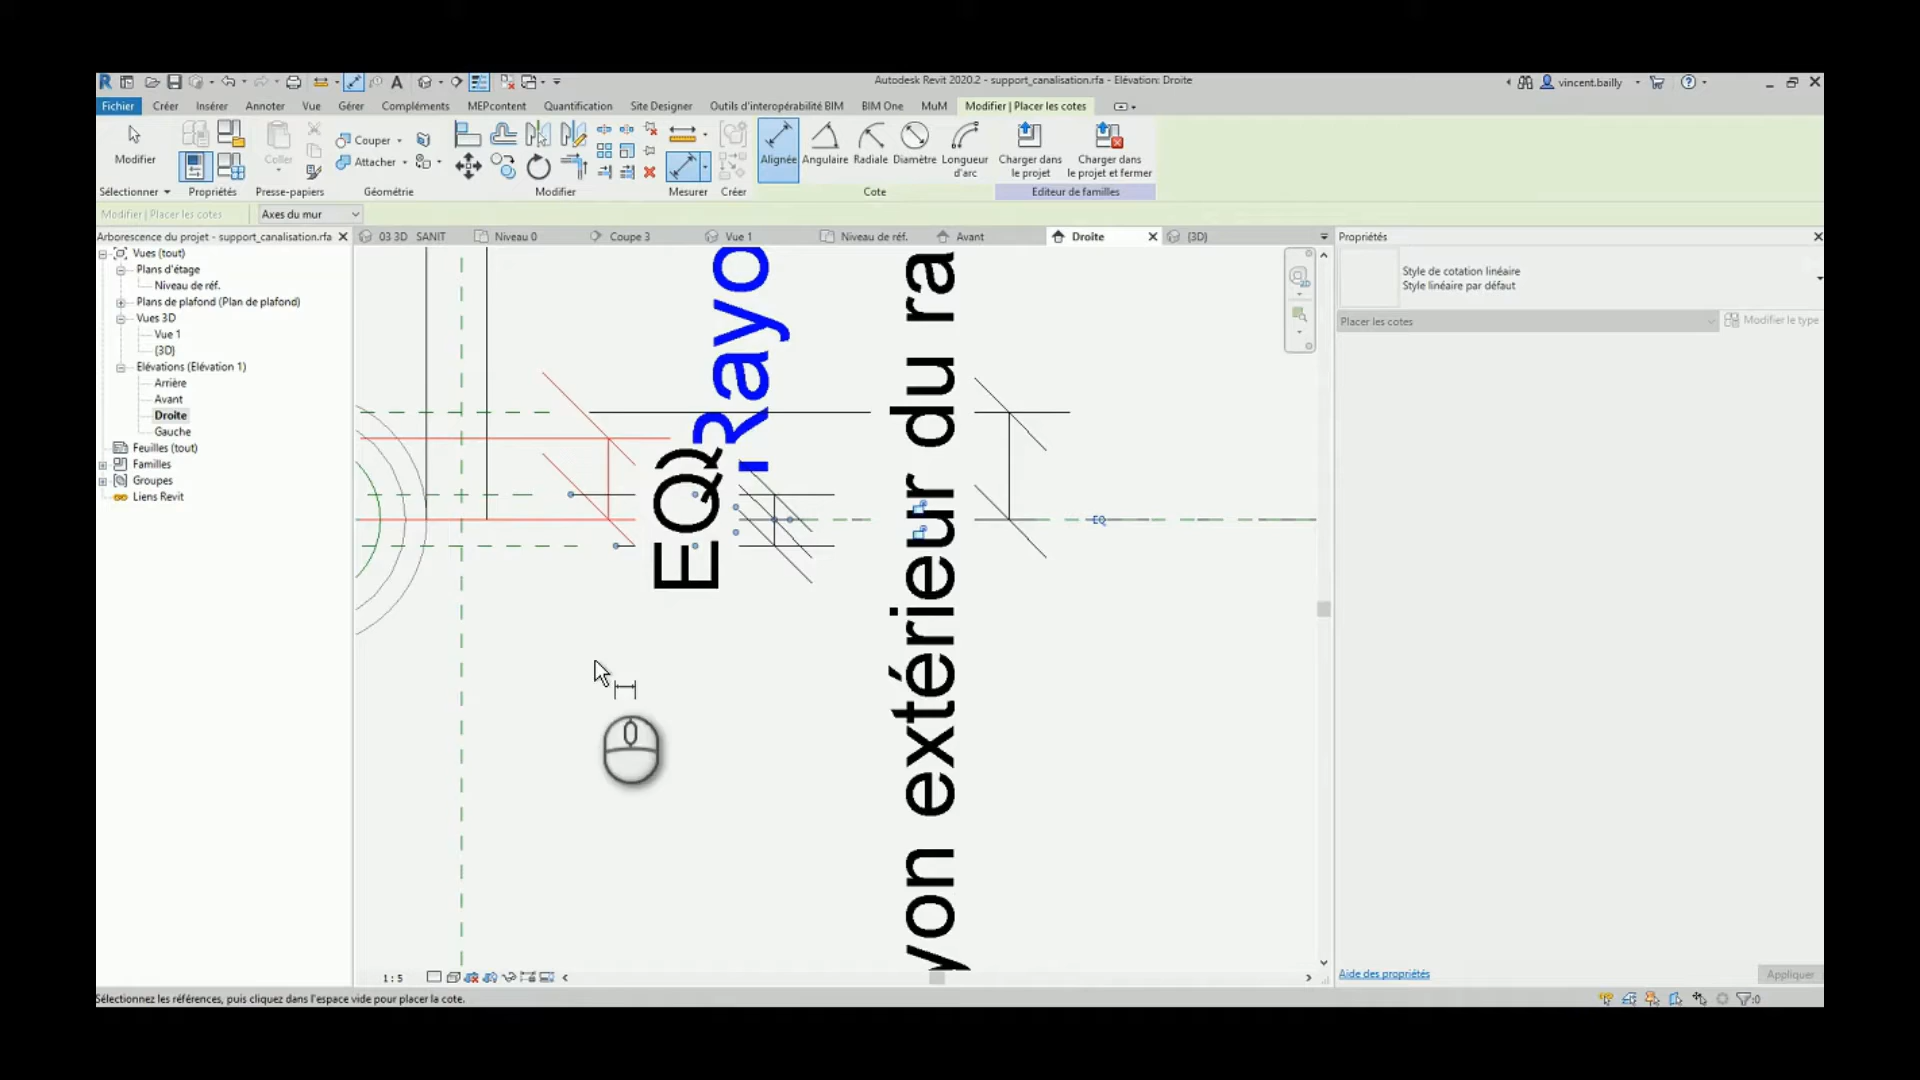 Autodesk Revit 2020.2 - support_canalisation.rfa - Elévation: Droite
vincent.bailly
Fichier Créer Insérer Annoter Vue Gérer Compléments MEPcontent Quantification Site Designer Outils d'interopérabilité BIM BIM One MuM Modifier | Placer les cotes
Modifier
Coller
Couper
Attacher
Alignée Angulaire Radiale Diamètre Longueur d'arc
Charger dans le projet
Charger dans le projet et fermer
Sélectionner Propriétés Presse-papiers Géométrie Modifier Mesurer Créer Cote Editeur de familles
Modifier | Placer les cotes Axes du mur
Arborescence du projet - support_canalisation.rfa
03 3D SANIT Niveau 0 Coupe 3 Vue 1 Niveau de réf. Avant Droite {3D}
Propriétés
Vues (tout)
Plans d'étage
Niveau de réf.
Plans de plafond (Plan de plafond)
Vues 3D
Vue 1
{3D}
Elévations (Elévation 1)
Arrière
Avant
Droite
Gauche
Feuilles (tout)
Familles
Groupes
Liens Revit
Style de cotation linéaire
Style linéaire par défaut
Placer les cotes
Modifier le type
Rayo
EQ
yon extérieur du ra
EQ
1 : 5
Aide des propriétés
Appliquer
Sélectionnez les références, puis cliquez dans l'espace vide pour placer la cote.
:0